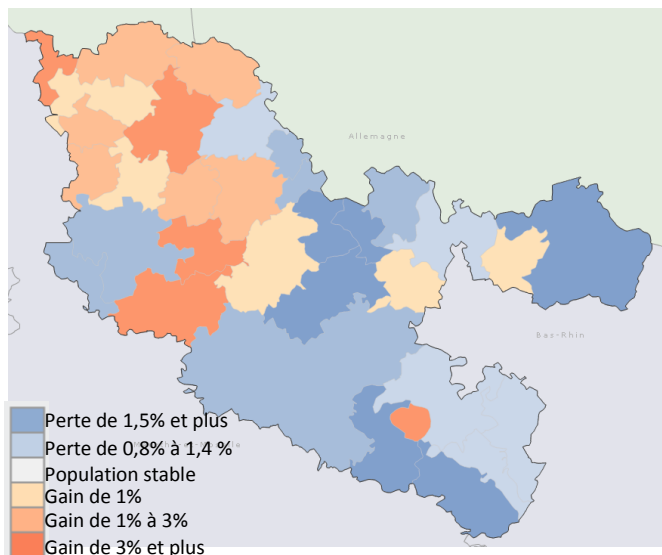 Allemagne
Bas-Rhin
Perte de 1,5% et plus
Perte de 0,8% à 1,4 %
Population stable
Gain de 1%
Gain de 1% à 3%
Gain de 3% et plus